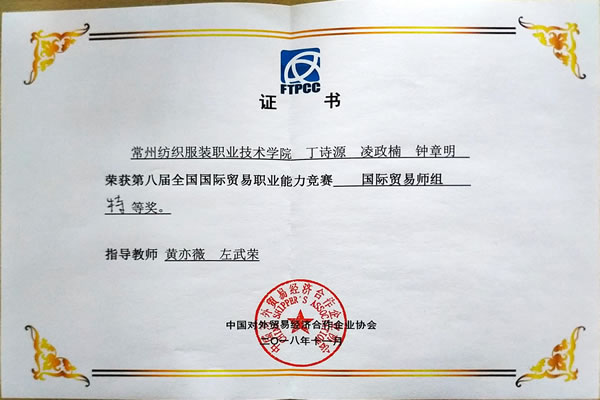 FTPCC
证 书
常州纺织服装职业技术学院 丁诗源 凌政楠 钟章明
荣获第八届全国国际贸易职业能力竞赛 国际贸易师组
特 等奖。
指导教师 黄亦薇 左武荣
中国对外贸易经济合作企业协会
二〇一八年十一月